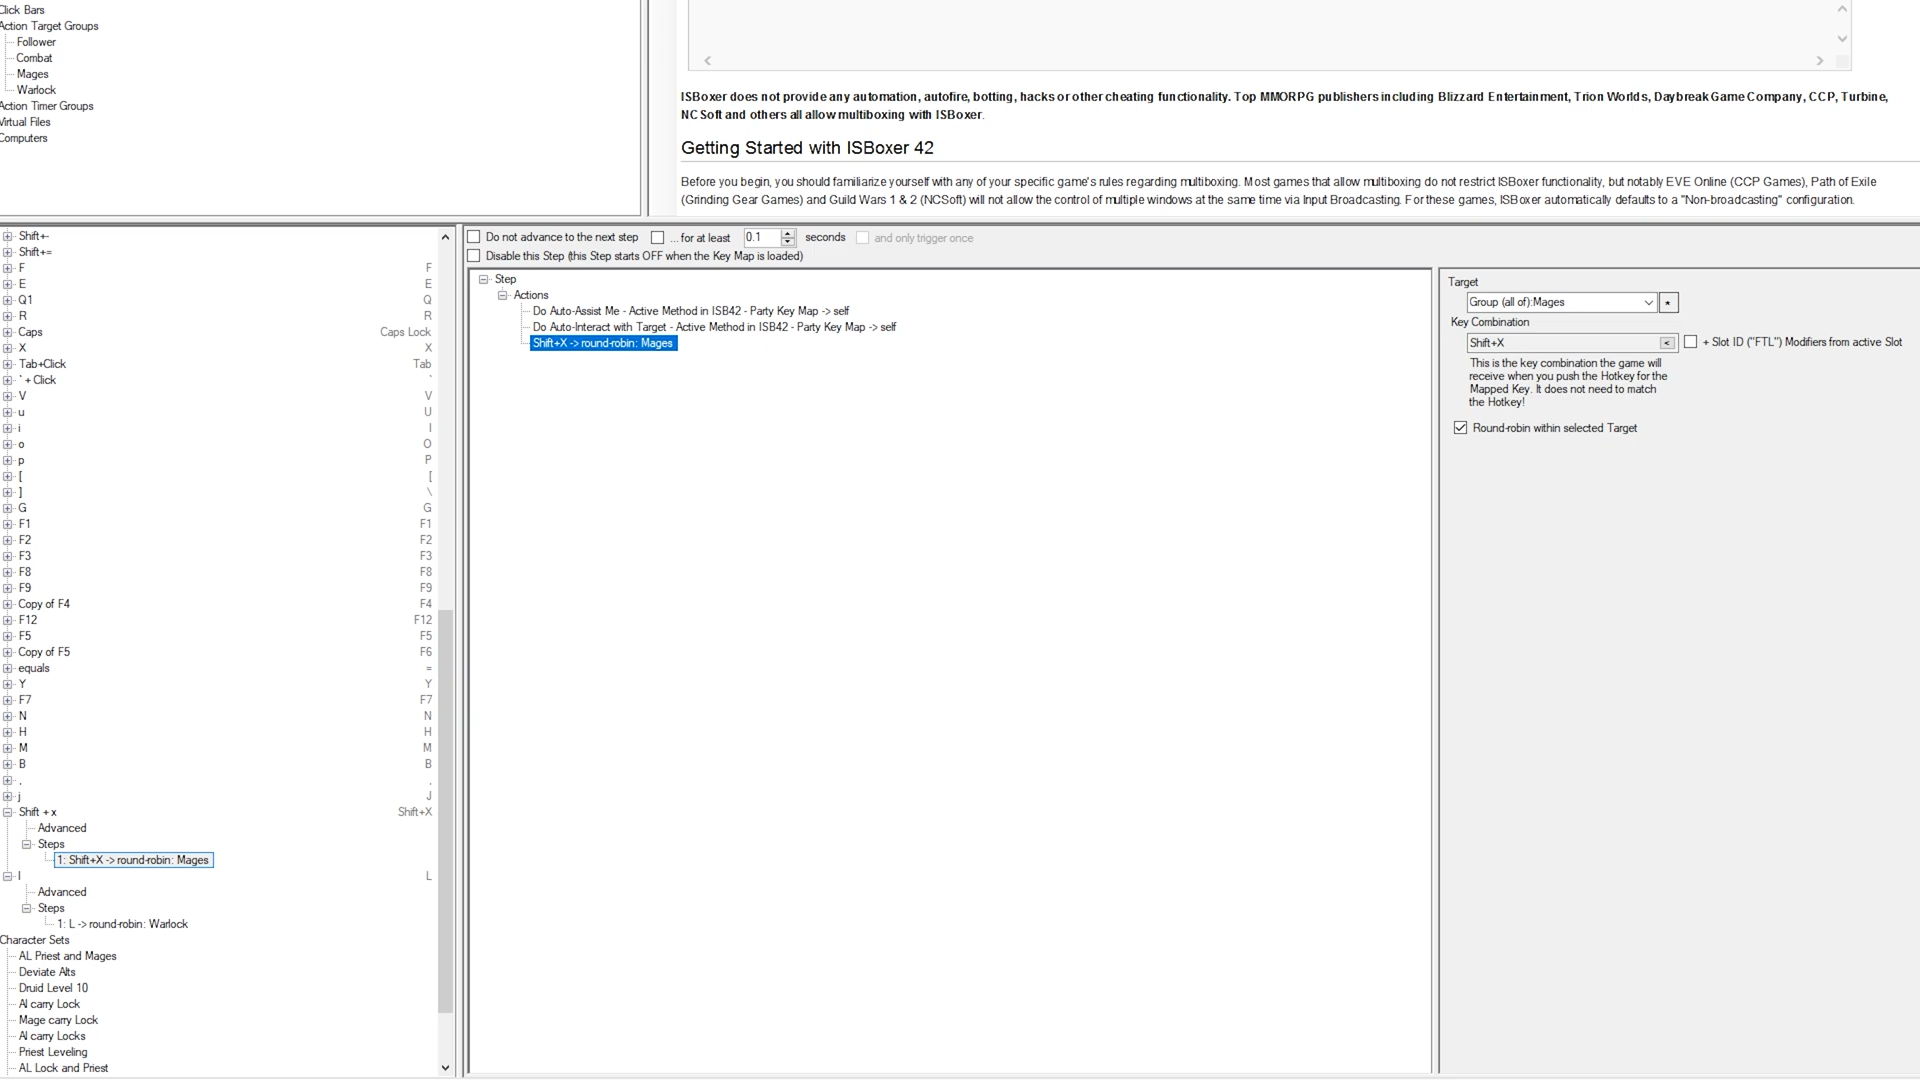 Click Bars
Action Target Groups
Follower
Combat
Mages
Warlock
Action Timer Groups
Virtual Files
Computers
ISBoxer does not provide any automation, autofire, botting, hacks or other cheating functionality. Top MMORPG publishers including Blizzard Entertainment, Trion Worlds, Daybreak Game Company, CCP, Turbine,
NCSoft and others all allow multiboxing with ISBoxer.
Getting Started with ISBoxer 42
Before you begin, you should familiarize yourself with any of your specific game's rules regarding multiboxing. Most games that allow multiboxing do not restrict ISBoxer functionality, but notably EVE Online (CCP Games), Path of Exile
(Grinding Gear Games) and Guild Wars 1 & 2 (NCSoft) will not allow the control of multiple windows at the same time via Input Broadcasting. For these games, ISBoxer automatically defaults to a "Non-broadcasting" configuration.
Shift+-
Shift+=
F F
E E
Q1 Q
R R
Caps Caps Lock
X X
Tab+Click Tab
` + Click `
V V
u U
i I
o O
p P
[ [
] \
G G
F1 F1
F2 F2
F3 F3
F8 F8
F9 F9
Copy of F4 F4
F12 F12
F5 F5
Copy of F5 F6
equals =
Y Y
F7 F7
N N
H H
M M
B B
. .
j J
Shift + x Shift+X
Advanced
Steps
1: Shift+X -> round-robin: Mages
l L
Advanced
Steps
1: L -> round-robin: Warlock
Character Sets
AL Priest and Mages
Deviate Alts
Druid Level 10
Al carry Lock
Mage carry Lock
Al carry Locks
Priest Leveling
AL Lock and Priest
Do not advance to the next step ... for at least 0.1 seconds and only trigger once
Disable this Step (this Step starts OFF when the Key Map is loaded)
Step
Actions
Do Auto-Assist Me - Active Method in ISB42 - Party Key Map -> self
Do Auto-Interact with Target - Active Method in ISB42 - Party Key Map -> self
Shift+X -> round-robin: Mages
Target
Group (all of):Mages *
Key Combination
Shift+X < + Slot ID ("FTL") Modifiers from active Slot
This is the key combination the game will
receive when you push the Hotkey for the
Mapped Key. It does not need to match
the Hotkey!
Round-robin within selected Target